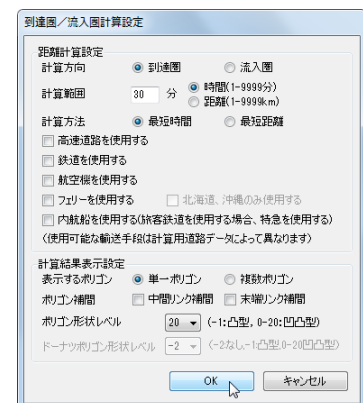 到達圏/流入圏計算設定
距離計算設定
計算方向 到達圏 流入圏
計算範囲 30 分 時間(1-9999分)
距離(1-9999km)
計算方法 最短時間 最短距離
高速道路を使用する
鉄道を使用する
航空機を使用する
フェリーを使用する 北海道、沖縄のみ使用する
内航船を使用する(旅客鉄道を使用する場合、特急を使用する)
(使用可能な輸送手段は計算用道路データによって異なります)
計算結果表示設定
表示するポリゴン 単一ポリゴン 複数ポリゴン
ポリゴン補間 中間リンク補間 末端リンク補間
ポリゴン形状レベル 20 (-1:凸型, 0-20:凹凸型)
ドーナツポリゴン形状レベル -2 (-2なし,-1:凸型,0-20凹凸型)
OK キャンセル